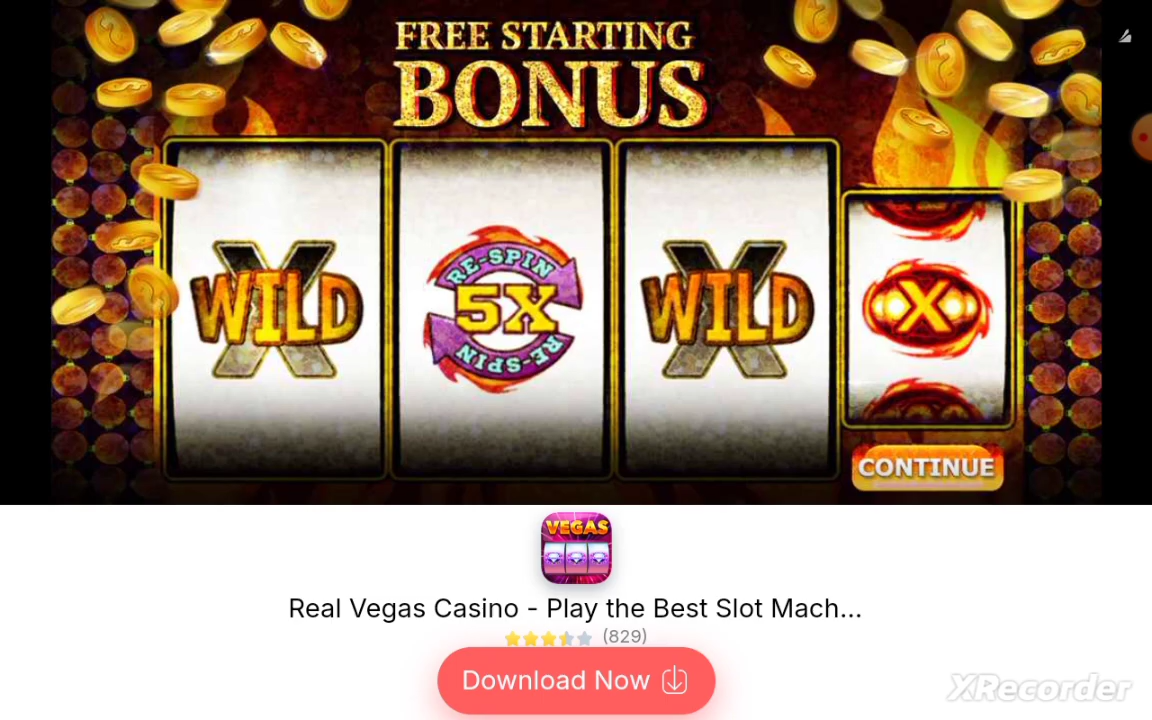 FREE STARTING
BONUS
WILD
X
RE-SPIN
5X
RE-SPIN
WILD
X
X
CONTINUE
VEGAS
Real Vegas Casino - Play the Best Slot Mach...
(829)
Download Now
XRecorder